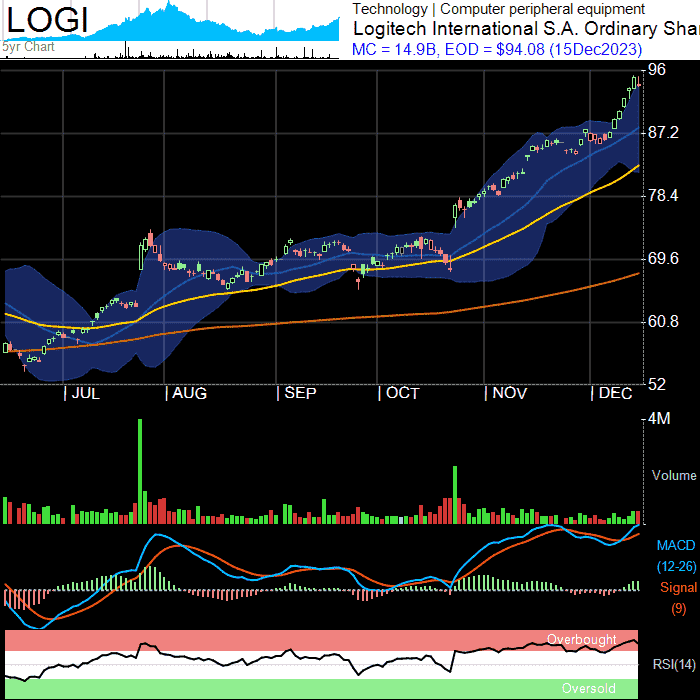 LOGI
5yr Chart
Technology | Computer peripheral equipment
Logitech International S.A. Ordinary Shar
MC = 14.9B, EOD = $94.08 (15Dec2023)
96
87.2
78.4
69.6
60.8
52
JUL AUG SEP OCT NOV DEC
4M
Volume
MACD
(12-26)
Signal
(9)
Overbought
RSI(14)
Oversold